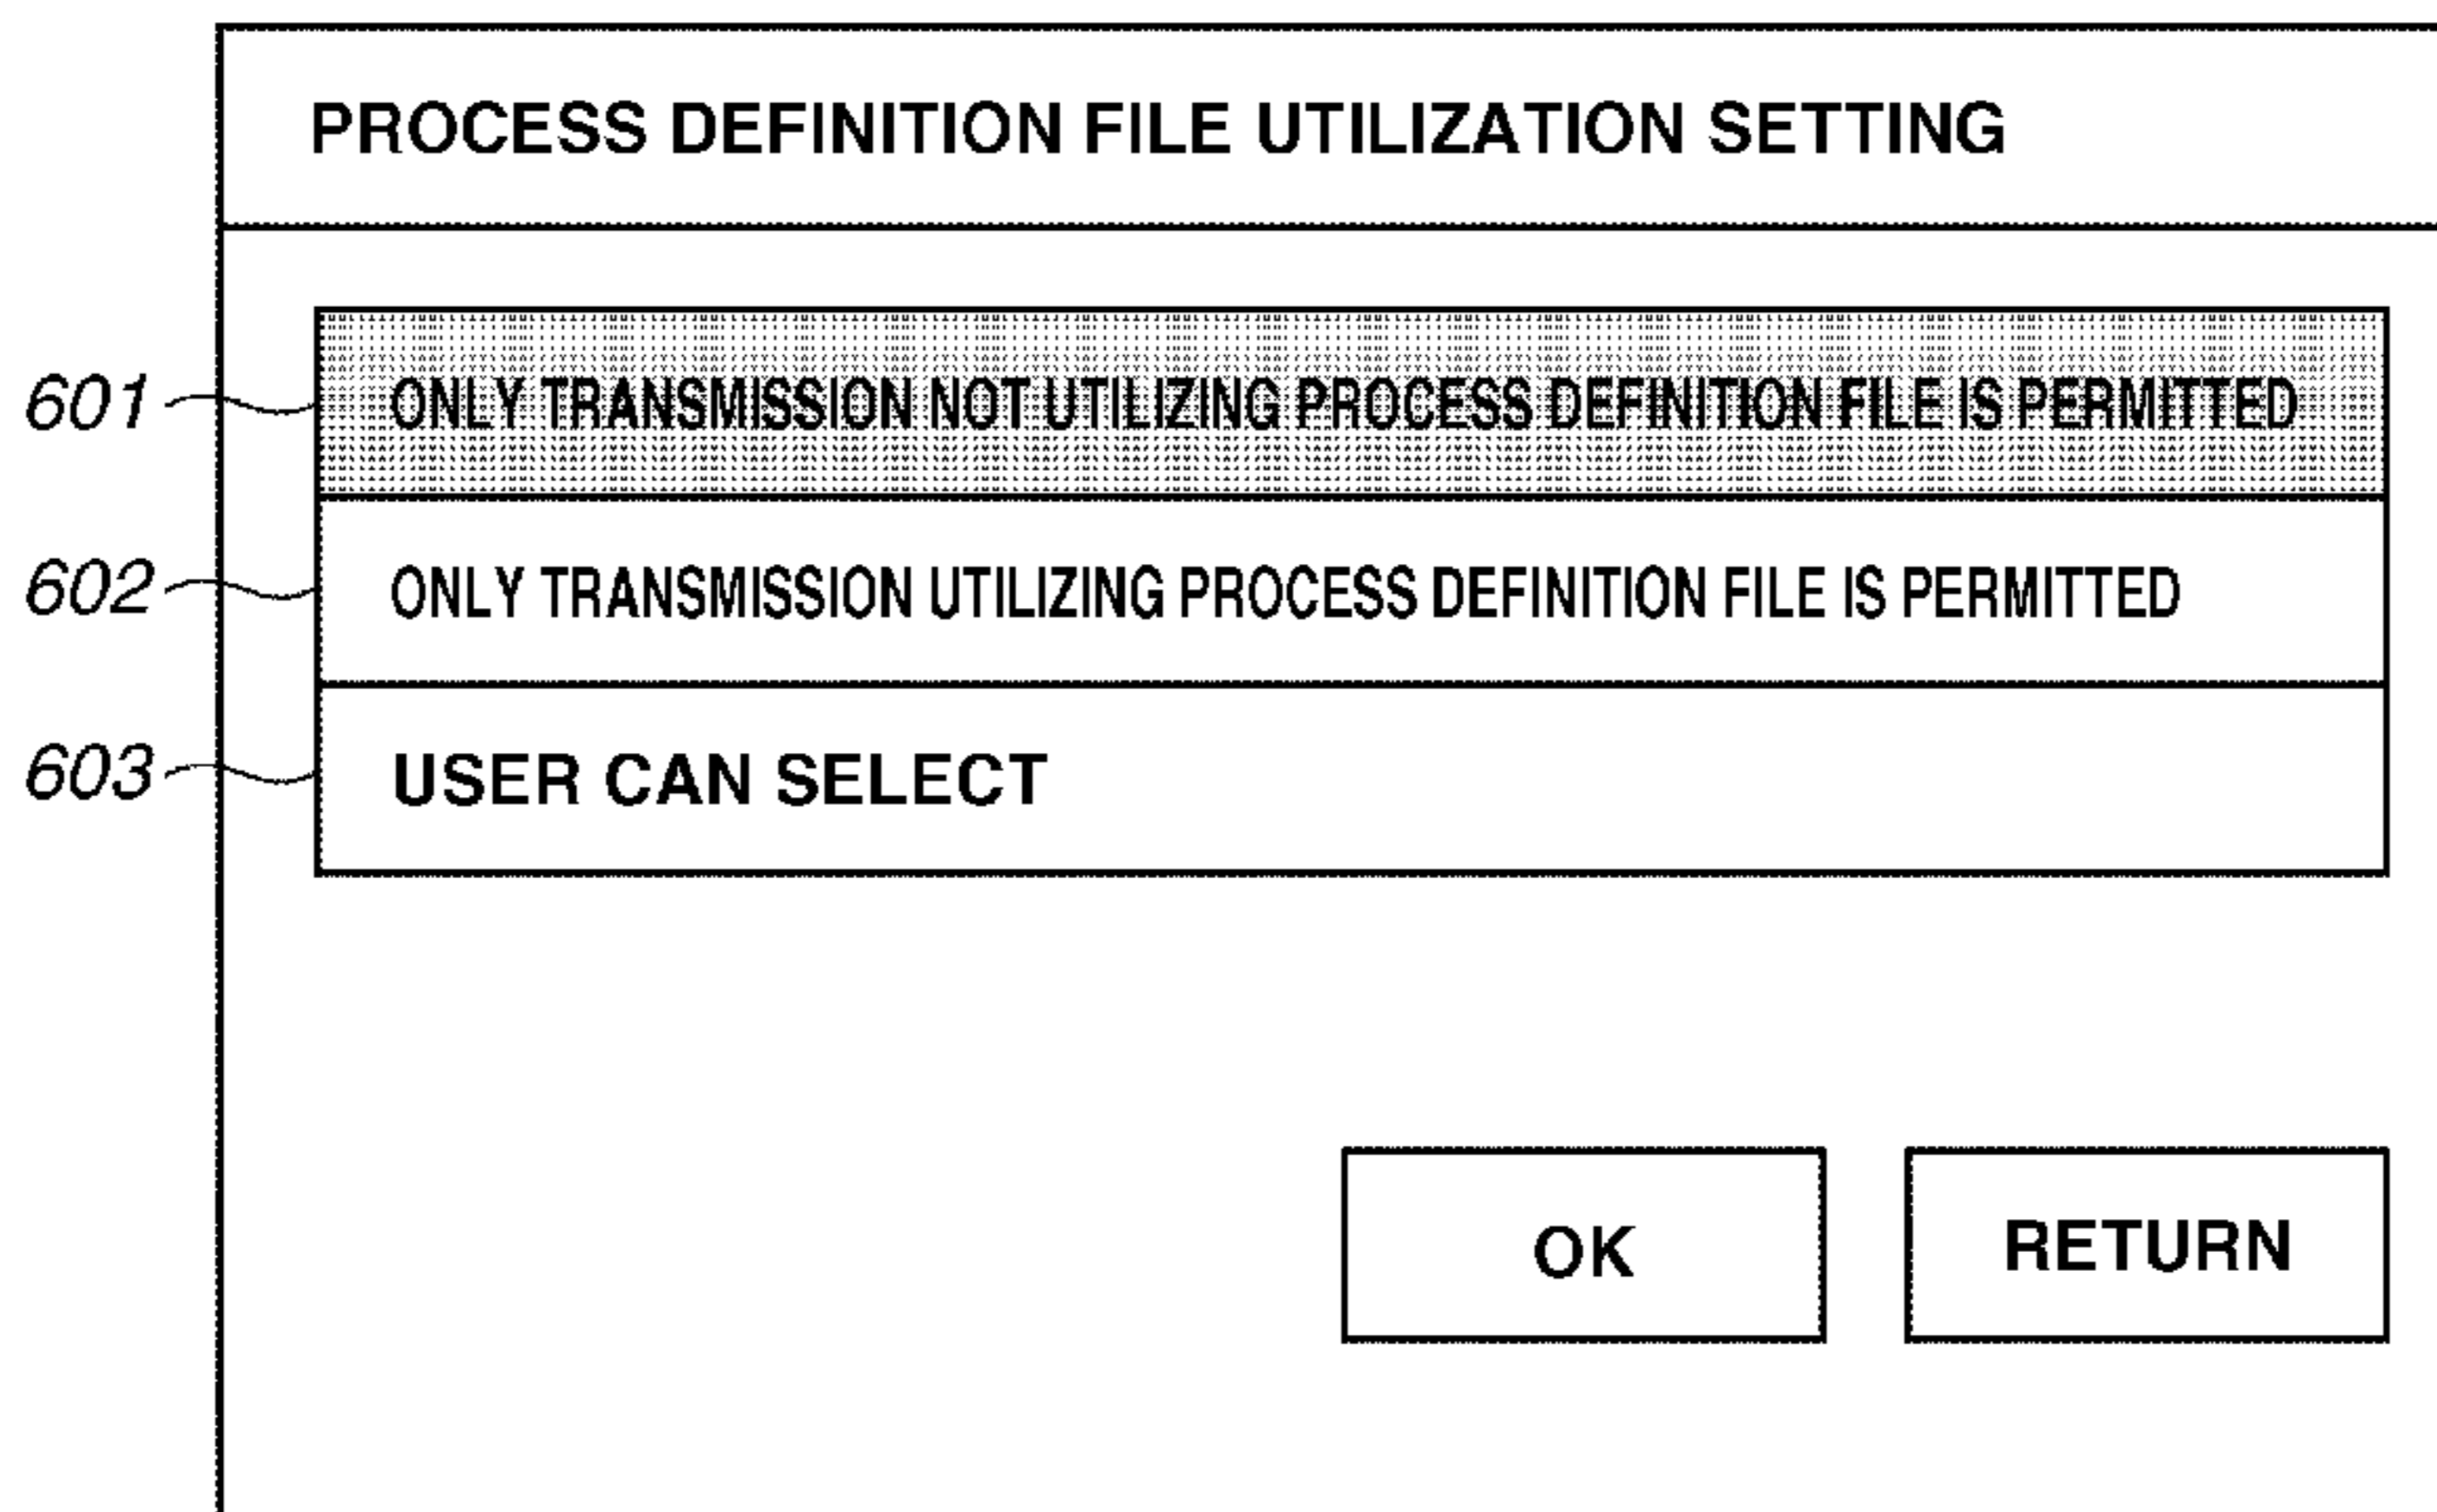 PROCESS DEFINITION FILE UTILIZATION SETTING
601 ONLY TRANSMISSION NOT UTILIZING PROCESS DEFINITION FILE IS PERMITTED
602 ONLY TRANSMISSION UTILIZING PROCESS DEFINITION FILE IS PERMITTED
603 USER CAN SELECT
OK RETURN